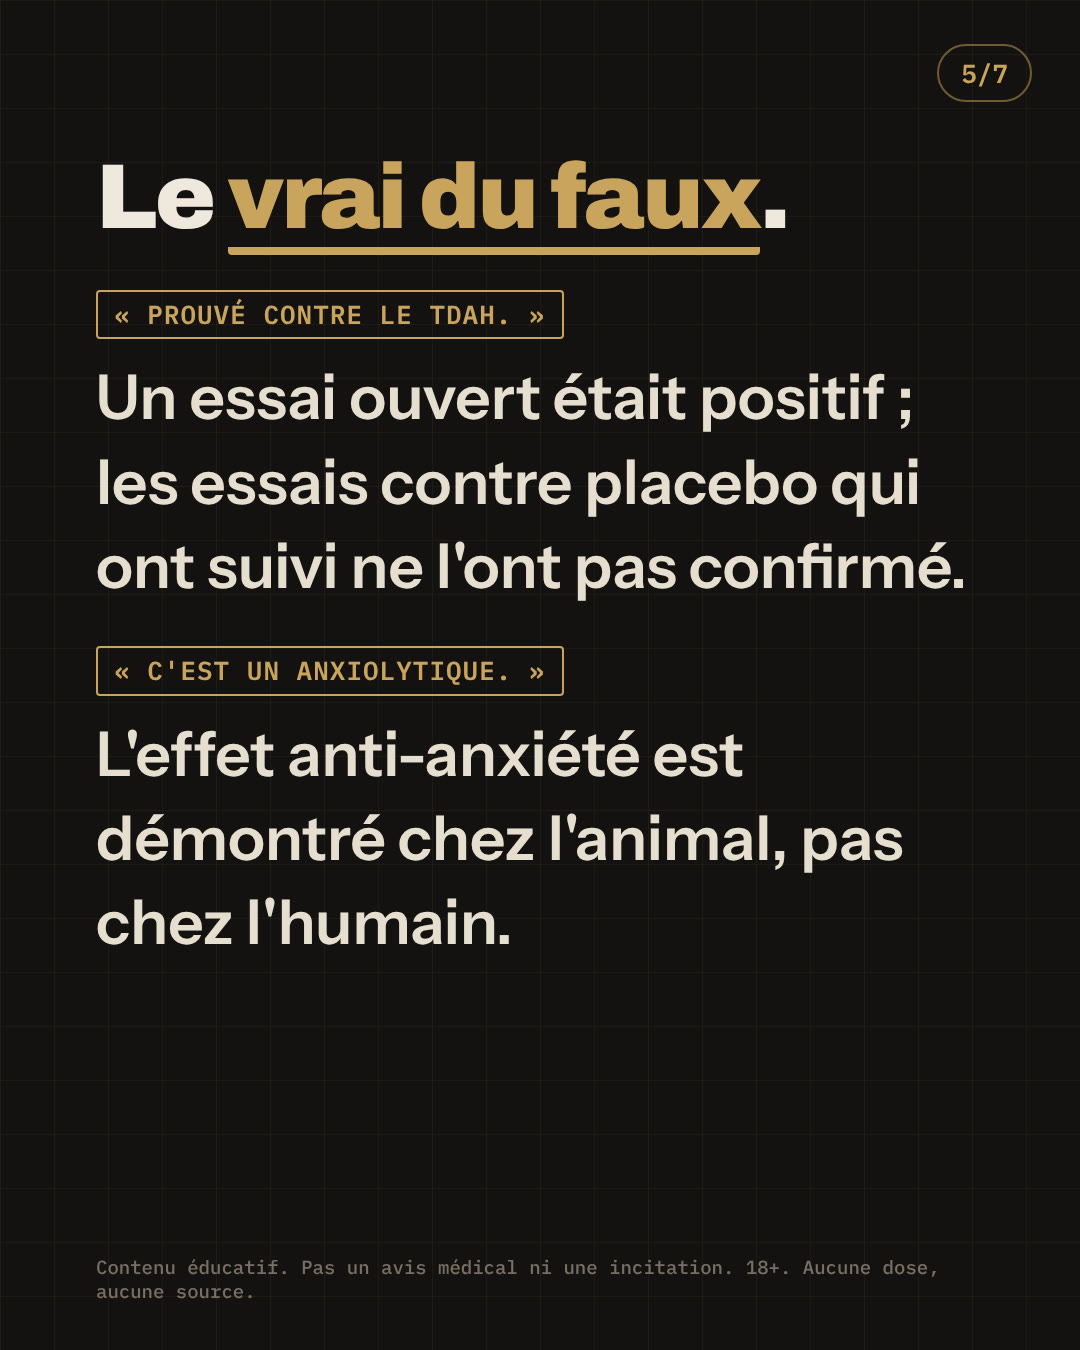 5/7
Le vrai du faux.
« PROUVÉ CONTRE LE TDAH. »
Un essai ouvert était positif ;
les essais contre placebo qui
ont suivi ne l'ont pas confirmé.
« C'EST UN ANXIOLYTIQUE. »
L'effet anti-anxiété est
démontré chez l'animal, pas
chez l'humain.
Contenu éducatif. Pas un avis médical ni une incitation. 18+. Aucune dose,
aucune source.